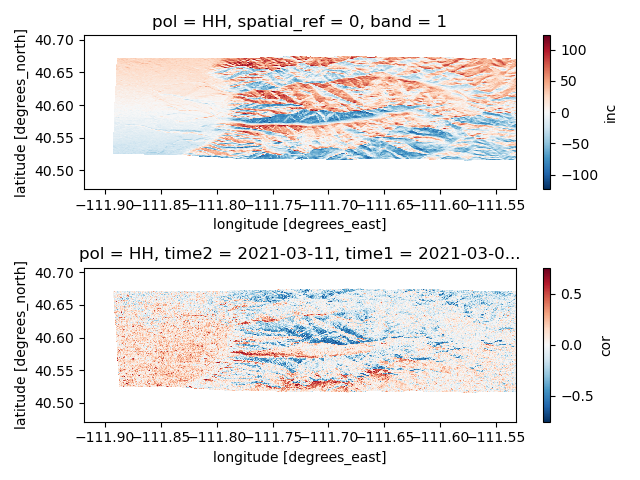 pol = HH, spatial_ref = 0, band = 1
40.70
40.65
40.60
40.55
40.50
latitude [degrees_north]
−111.90−111.85−111.80−111.75−111.70−111.65−111.60−111.55
longitude [degrees_east]
100
50
0
−50
−100
inc
pol = HH, time2 = 2021-03-11, time1 = 2021-03-0...
40.70
40.65
40.60
40.55
40.50
latitude [degrees_north]
−111.90−111.85−111.80−111.75−111.70−111.65−111.60−111.55
longitude [degrees_east]
0.5
0.0
−0.5
cor